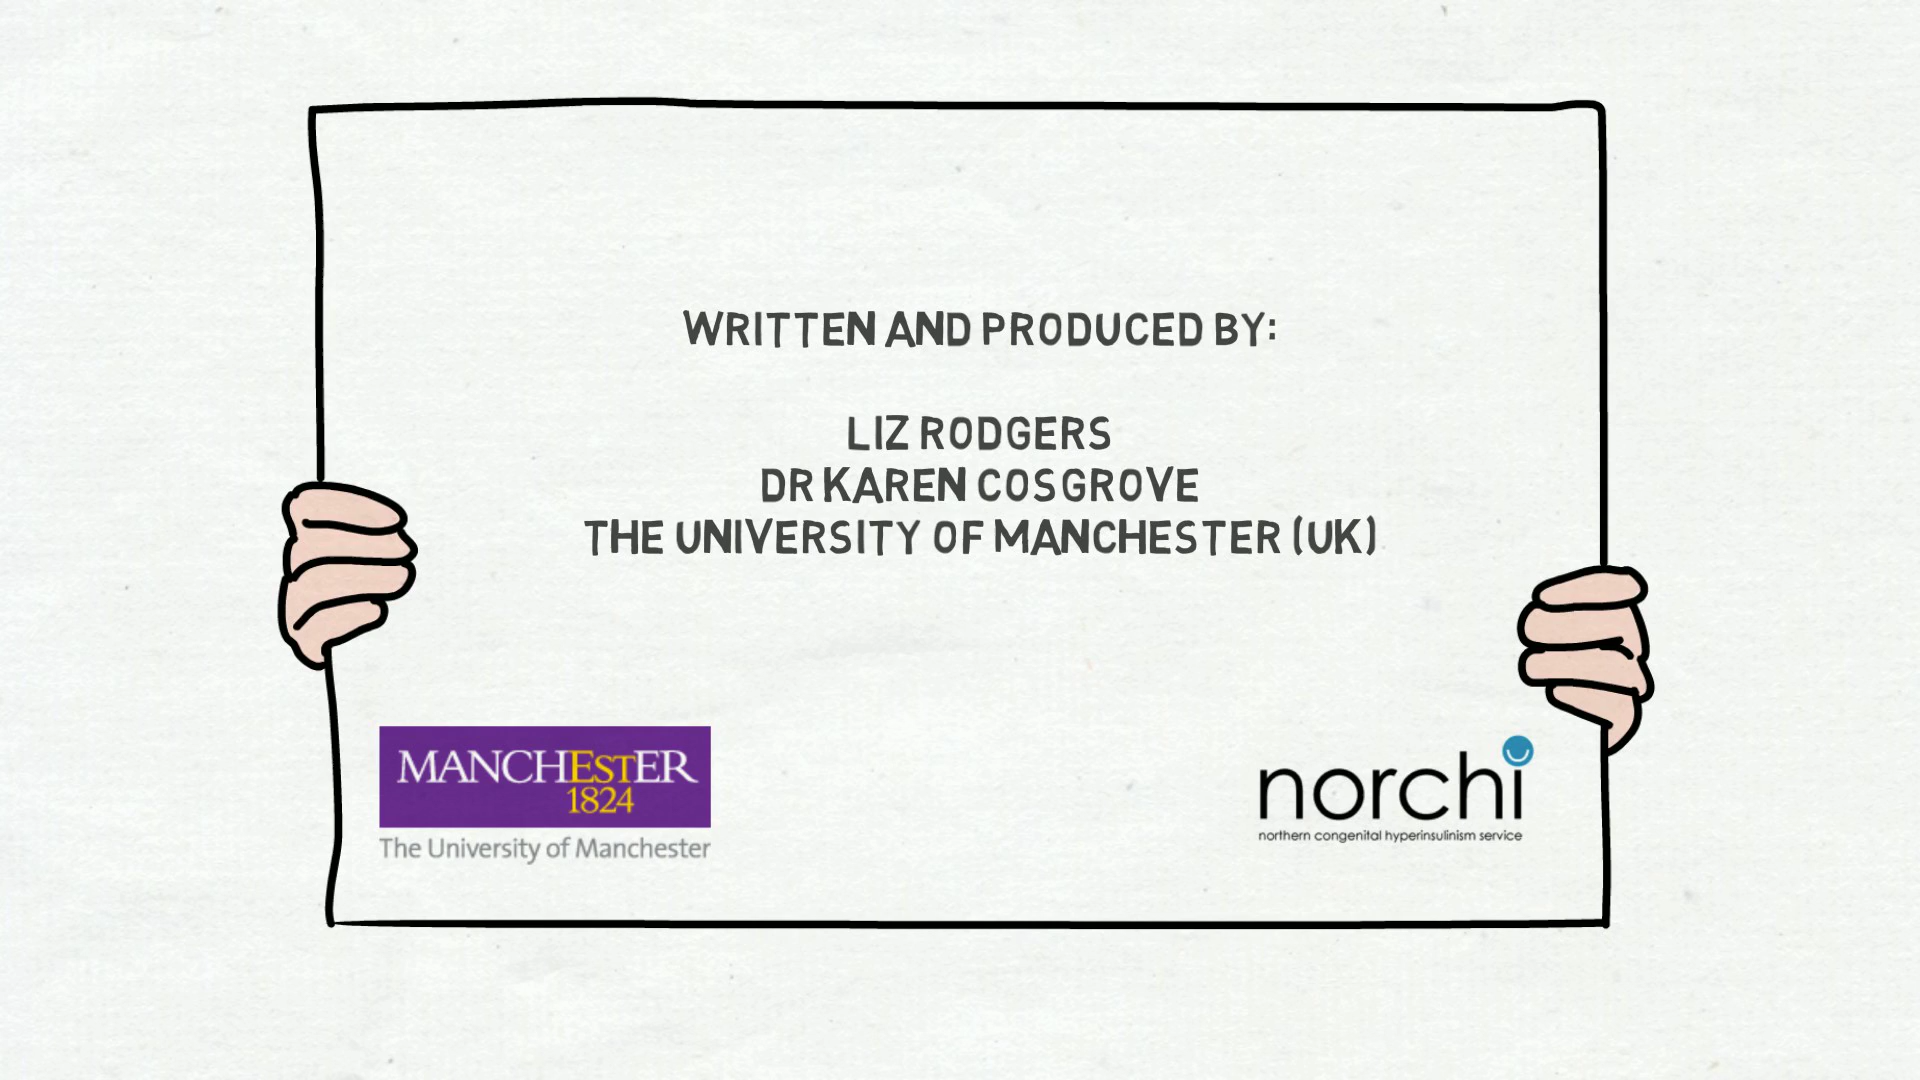 WRITTEN AND PRODUCED BY:
LIZ RODGERS
DR KAREN COSGROVE
THE UNIVERSITY OF MANCHESTER (UK)
MANCHESTER
1824
The University of Manchester
norchi
northern congenital hyperinsulinism service